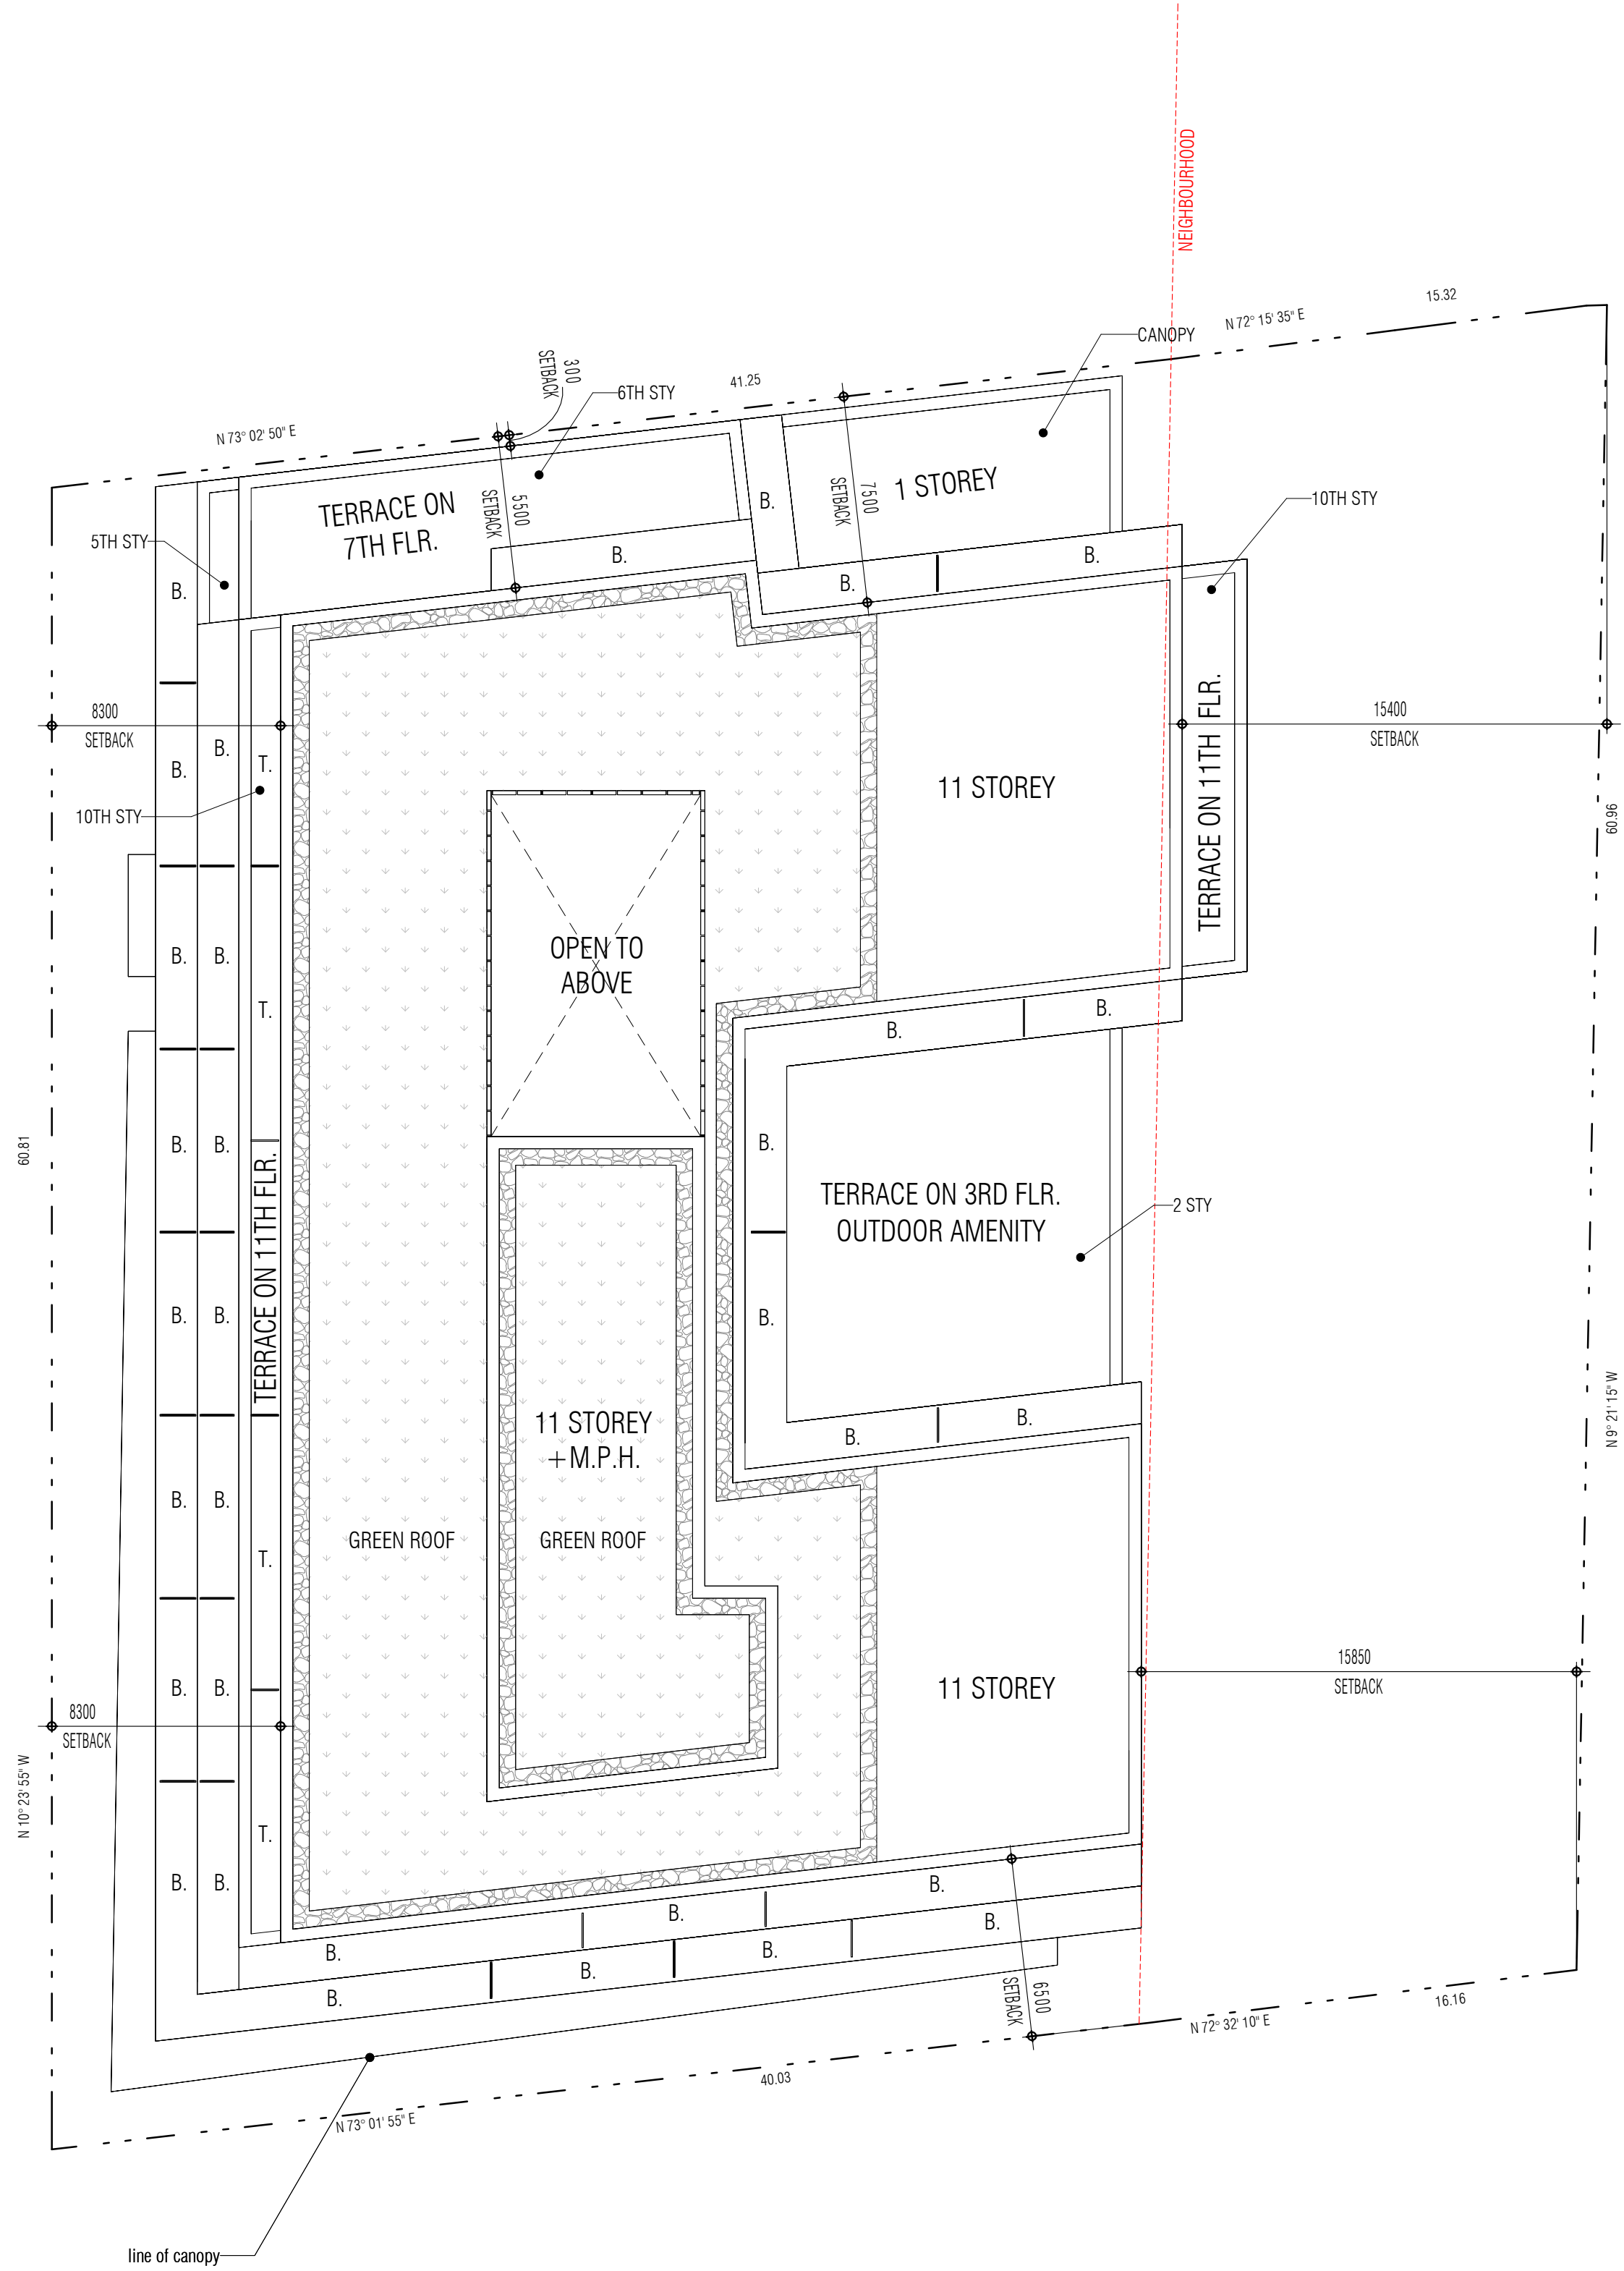 NEIGHBOURHOOD
15.32
N 72° 15' 35" E
CANOPY
300
SETBACK
6TH STY
41.25
N 73° 02' 50" E
1 STOREY
10TH STY
TERRACE ON
7TH FLR.
5500
SETBACK
7500
SETBACK
B.
5TH STY
B.
B.
B.
B.
8300
SETBACK
B.
B.
T.
15400
SETBACK
TERRACE ON 11TH FLR.
11 STOREY
10TH STY
60.96
OPEN TO
ABOVE
B.
B.
T.
B.
B.
60.81
B.
B.
B.
TERRACE ON 3RD FLR.
OUTDOOR AMENITY
2 STY
TERRACE ON 11TH FLR.
B.
B.
B.
N 9° 21' 15" W
11 STOREY
+M.P.H.
B.
B.
B.
B.
GREEN ROOF
GREEN ROOF
T.
15850
SETBACK
11 STOREY
B.
B.
8300
SETBACK
N 10° 23' 55" W
T.
B.
B.
B.
B.
B.
B.
B.
B.
B.
6500
SETBACK
16.16
N 72° 32' 10" E
40.03
N 73° 01' 55" E
line of canopy